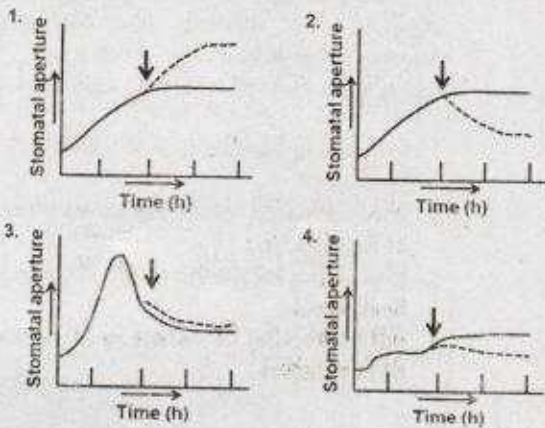 1.
Stomatal aperture
Time (h)
2.
Stomatal aperture
Time (h)
3.
Stomatal aperture
Time (h)
4.
Stomatal aperture
Time (h)